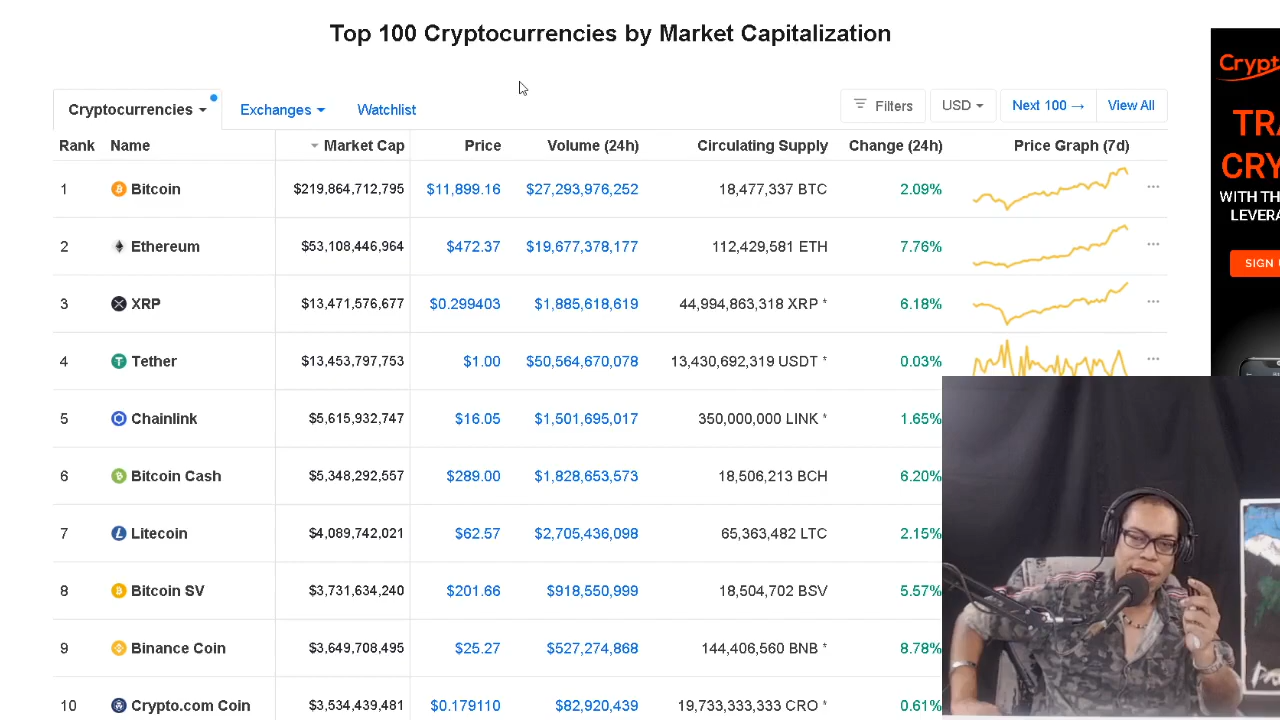 Top 100 Cryptocurrencies by Market Capitalization
Cryptocurrencies Exchanges Watchlist Filters USD Next 100 → View All
Rank Name Market Cap Price Volume (24h) Circulating Supply Change (24h) Price Graph (7d)
1 Bitcoin $219,864,712,795 $11,899.16 $27,293,976,252 18,477,337 BTC 2.09%
2 Ethereum $53,108,446,964 $472.37 $19,677,378,177 112,429,581 ETH 7.76%
3 XRP $13,471,576,677 $0.299403 $1,885,618,619 44,994,863,318 XRP * 6.18%
4 Tether $13,453,797,753 $1.00 $50,564,670,078 13,430,692,319 USDT * 0.03%
5 Chainlink $5,615,932,747 $16.05 $1,501,695,017 350,000,000 LINK * 1.65%
6 Bitcoin Cash $5,348,292,557 $289.00 $1,828,653,573 18,506,213 BCH 6.20%
7 Litecoin $4,089,742,021 $62.57 $2,705,436,098 65,363,482 LTC 2.15%
8 Bitcoin SV $3,731,634,240 $201.66 $918,550,999 18,504,702 BSV 5.57%
9 Binance Coin $3,649,708,495 $25.27 $527,274,868 144,406,560 BNB * 8.78%
10 Crypto.com Coin $3,534,439,481 $0.179110 $82,920,439 19,733,333,333 CRO * 0.61%
Crypt
TRA
CRY
WITH TH
LEVERA
SIGN